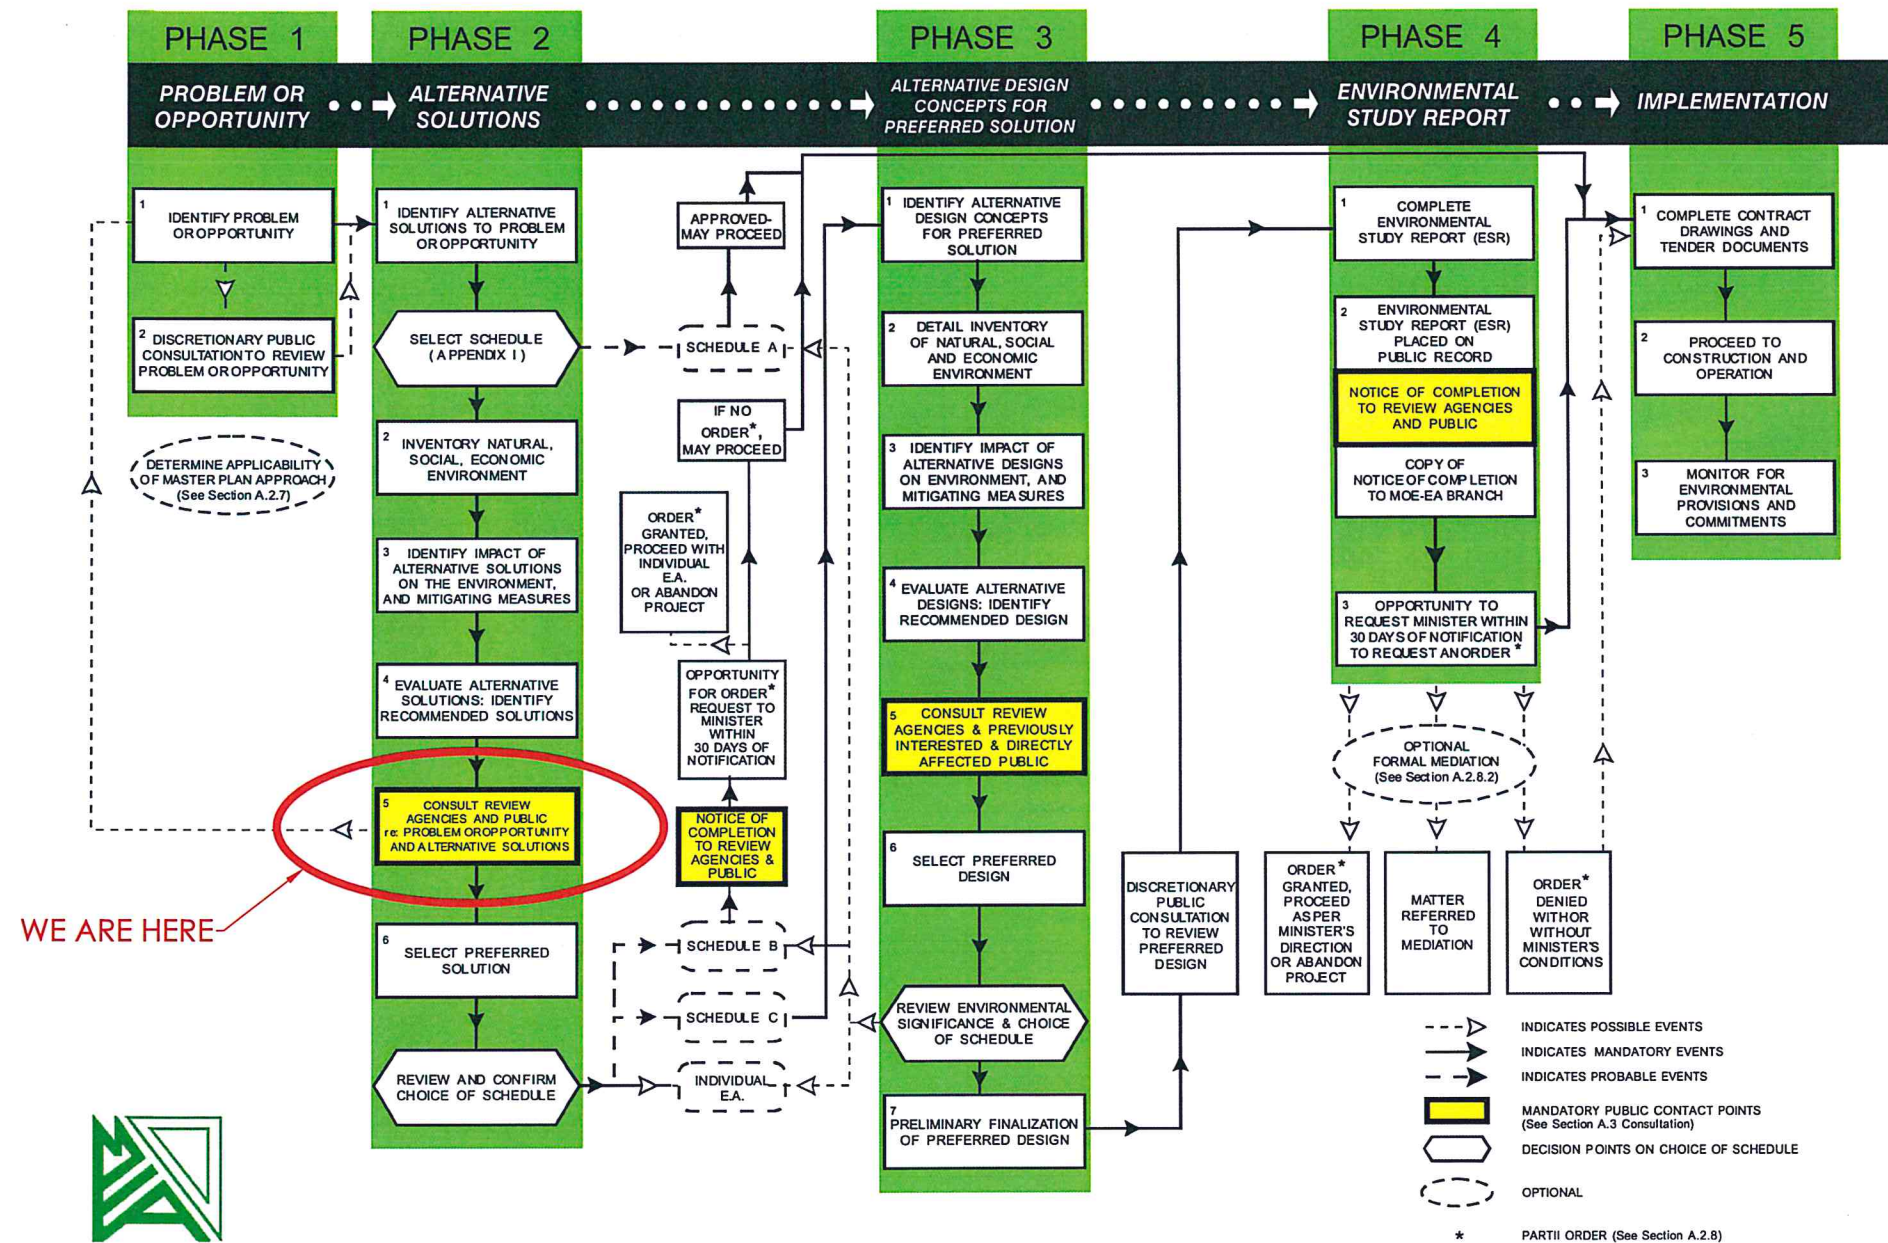 PHASE 1
PROBLEM OR
OPPORTUNITY
1
IDENTIFY PROBLEM
OR OPPORTUNITY
2
DISCRETIONARY PUBLIC
CONSULTATION TO REVIEW
PROBLEM OR OPPORTUNITY
DETERMINE APPLICABILITY
OF MASTER PLAN APPROACH
(See Section A.2.7)
WE ARE HERE
PHASE 2
ALTERNATIVE
SOLUTIONS
1
IDENTIFY ALTERNATIVE
SOLUTIONS TO PROBLEM
OR OPPORTUNITY
SELECT SCHEDULE
(APPENDIX I)
2
INVENTORY NATURAL,
SOCIAL, ECONOMIC
ENVIRONMENT
3
IDENTIFY IMPACT OF
ALTERNATIVE SOLUTIONS
ON THE ENVIRONMENT,
AND MITIGATING MEASURES
4
EVALUATE ALTERNATIVE
SOLUTIONS: IDENTIFY
RECOMMENDED SOLUTIONS
5
CONSULT REVIEW
AGENCIES AND PUBLIC
re: PROBLEM OR OPPORTUNITY
AND ALTERNATIVE SOLUTIONS
6
SELECT PREFERRED
SOLUTION
REVIEW AND CONFIRM
CHOICE OF SCHEDULE
APPROVED-
MAY PROCEED
SCHEDULE A
IF NO
ORDER*,
MAY PROCEED
ORDER*
GRANTED,
PROCEED WITH
INDIVIDUAL
E.A.
OR ABANDON
PROJECT
OPPORTUNITY
FOR ORDER*
REQUEST TO
MINISTER
WITHIN
30 DAYS OF
NOTIFICATION
NOTICE OF
COMPLETION
TO REVIEW
AGENCIES &
PUBLIC
SCHEDULE B
SCHEDULE C
INDIVIDUAL
E.A.
PHASE 3
ALTERNATIVE DESIGN
CONCEPTS FOR
PREFERRED SOLUTION
1
IDENTIFY ALTERNATIVE
DESIGN CONCEPTS
FOR PREFERRED
SOLUTION
2
DETAIL INVENTORY
OF NATURAL, SOCIAL
AND ECONOMIC
ENVIRONMENT
3
IDENTIFY IMPACT OF
ALTERNATIVE DESIGNS
ON ENVIRONMENT, AND
MITIGATING MEASURES
4
EVALUATE ALTERNATIVE
DESIGNS: IDENTIFY
RECOMMENDED DESIGN
5
CONSULT REVIEW
AGENCIES & PREVIOUSLY
INTERESTED & DIRECTLY
AFFECTED PUBLIC
6
SELECT PREFERRED
DESIGN
REVIEW ENVIRONMENTAL
SIGNIFICANCE & CHOICE
OF SCHEDULE
7
PRELIMINARY FINALIZATION
OF PREFERRED DESIGN
DISCRETIONARY
PUBLIC
CONSULTATION
TO REVIEW
PREFERRED
DESIGN
PHASE 4
ENVIRONMENTAL
STUDY REPORT
1
COMPLETE
ENVIRONMENTAL
STUDY REPORT (ESR)
2
ENVIRONMENTAL
STUDY REPORT (ESR)
PLACED ON
PUBLIC RECORD
NOTICE OF COMPLETION
TO REVIEW AGENCIES
AND PUBLIC
COPY OF
NOTICE OF COMPLETION
TO MOE-EA BRANCH
3
OPPORTUNITY TO
REQUEST MINISTER WITHIN
30 DAYS OF NOTIFICATION
TO REQUEST AN ORDER*
OPTIONAL
FORMAL MEDIATION
(See Section A.2.8.2)
ORDER*
GRANTED,
PROCEED
AS PER
MINISTER'S
DIRECTION
OR ABANDON
PROJECT
MATTER
REFERRED
TO
MEDIATION
ORDER*
DENIED
WITH OR
WITHOUT
MINISTER'S
CONDITIONS
PHASE 5
IMPLEMENTATION
1
COMPLETE CONTRACT
DRAWINGS AND
TENDER DOCUMENTS
2
PROCEED TO
CONSTRUCTION AND
OPERATION
3
MONITOR FOR
ENVIRONMENTAL
PROVISIONS AND
COMMITMENTS
INDICATES POSSIBLE EVENTS
INDICATES MANDATORY EVENTS
INDICATES PROBABLE EVENTS
MANDATORY PUBLIC CONTACT POINTS
(See Section A.3 Consultation)
DECISION POINTS ON CHOICE OF SCHEDULE
OPTIONAL
* PART II ORDER (See Section A.2.8)
MEA